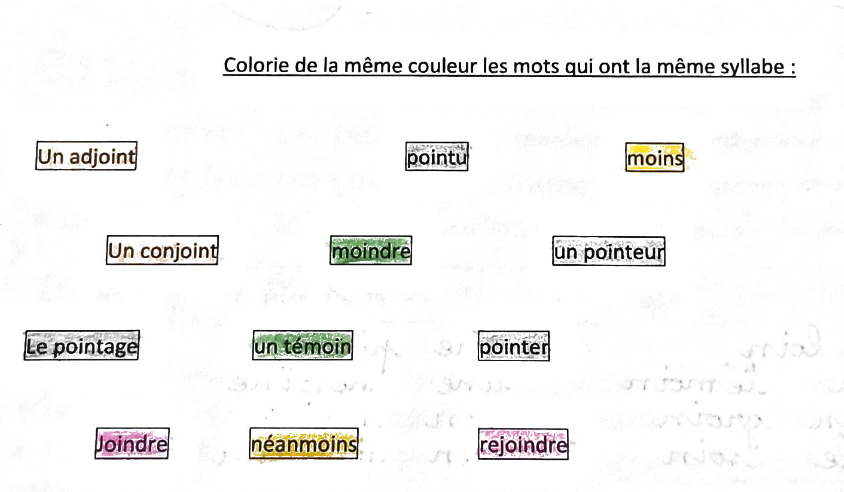 Colorie de la même couleur les mots qui ont la même syllabe :
Un adjoint pointu moins
Un conjoint moindre un pointeur
Le pointage un témoin pointer
Joindre néanmoins rejoindre